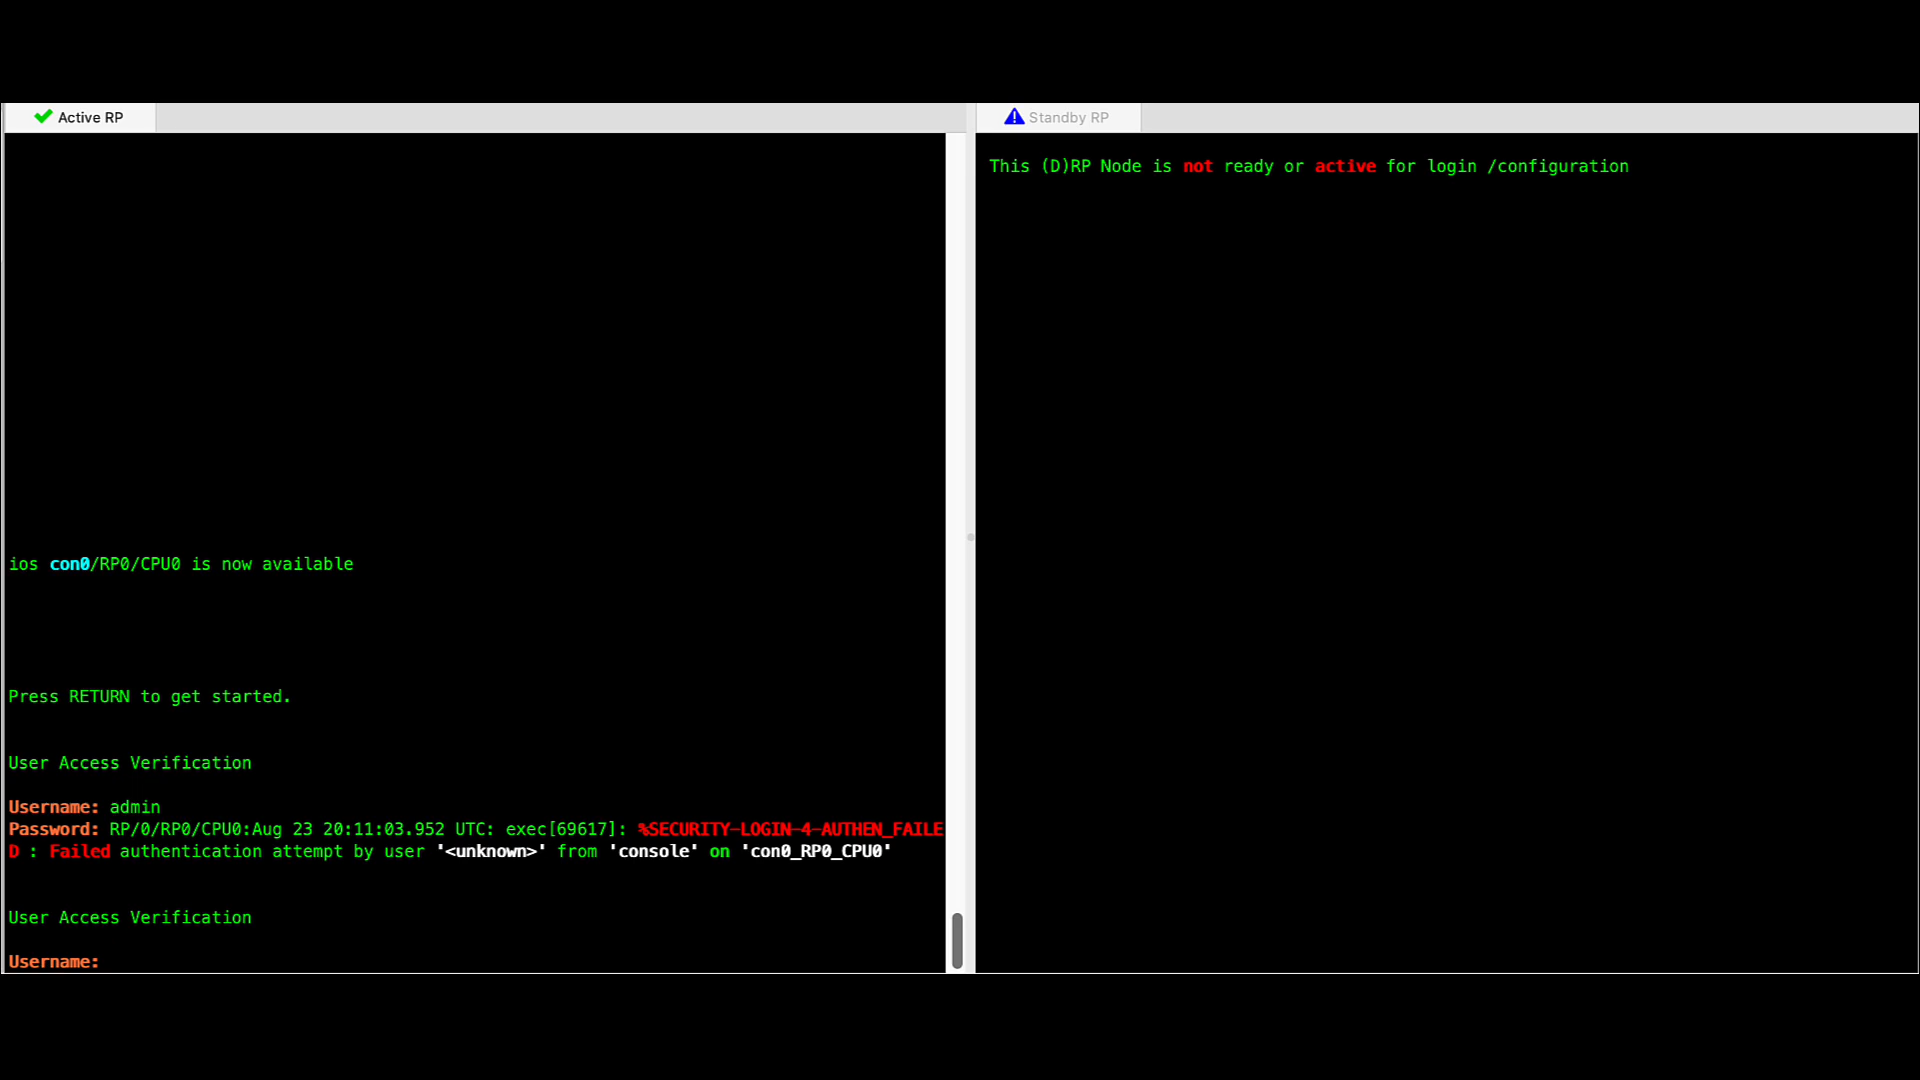 Active RP
Standby RP
ios con0/RP0/CPU0 is now available
Press RETURN to get started.
User Access Verification
Username: admin
Password: RP/0/RP0/CPU0:Aug 23 20:11:03.952 UTC: exec[69617]: %SECURITY-LOGIN-4-AUTHEN_FAILE
D : Failed authentication attempt by user '<unknown>' from 'console' on 'con0_RP0_CPU0'
User Access Verification
Username:
This (D)RP Node is not ready or active for login /configuration